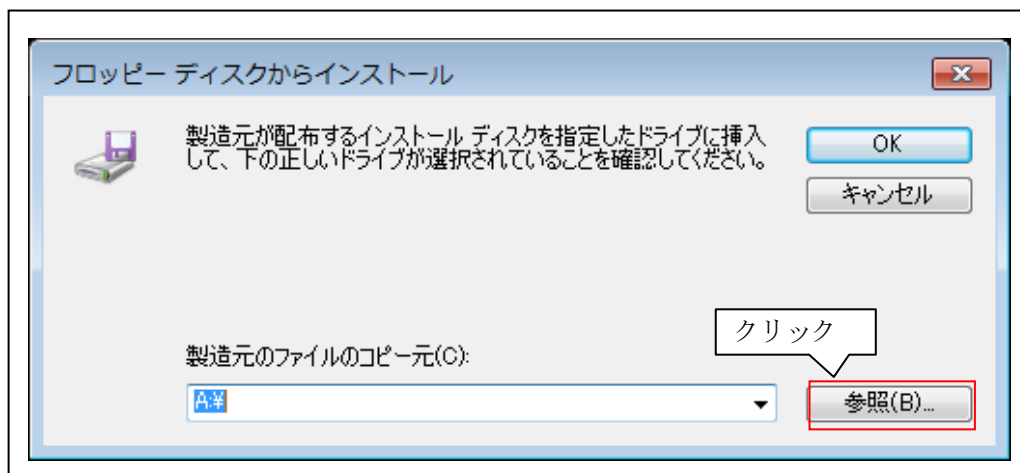 フロッピー ディスクからインストール
製造元が配布するインストール ディスクを指定したドライブに挿入
して、下の正しいドライブが選択されていることを確認してください。
OK
キャンセル
クリック
製造元のファイルのコピー元(C):
A:¥
参照(B)...